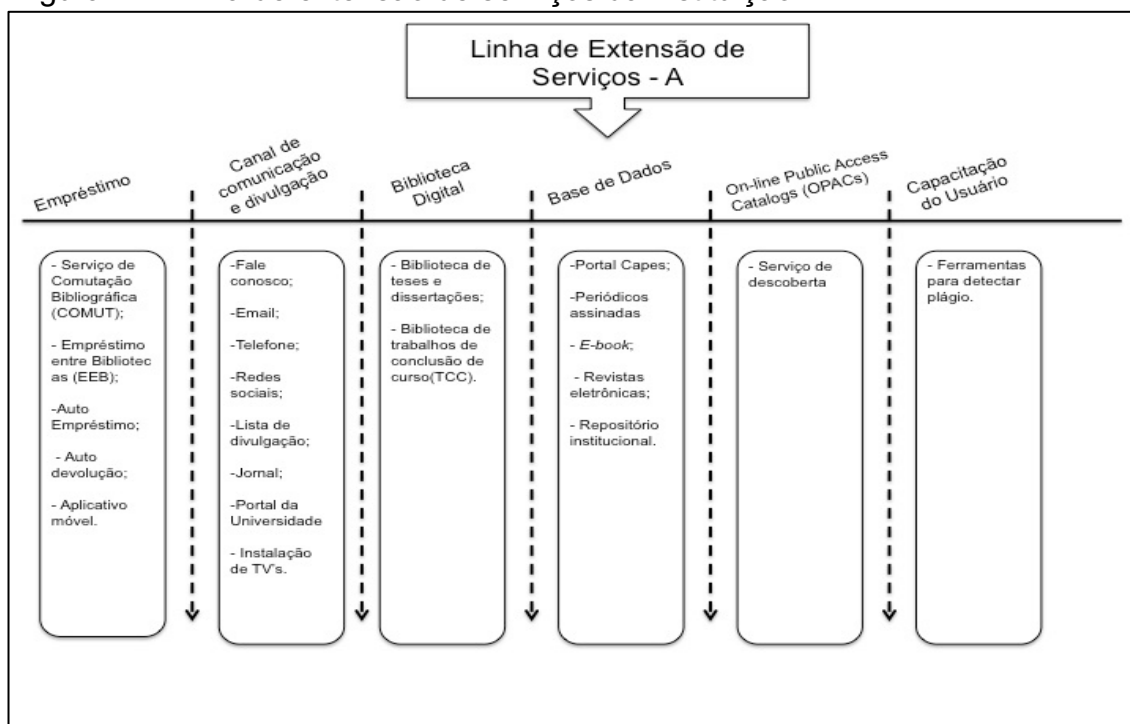 Linha de Extensão de
Serviços - A
Empréstimo
Canal de
comunicação
e divulgação
Biblioteca
Digital
Base de Dados
On-line Public Access
Catalogs (OPACs)
Capacitação
do Usuário
- Serviço de
Comutação
Bibliográfica
(COMUT);
- Empréstimo
entre Bibliotec
as (EEB);
-Auto
Empréstimo;
- Auto
devolução;
- Aplicativo
móvel.
-Fale
conosco;
-Email;
-Telefone;
-Redes
sociais;
-Lista de
divulgação;
-Jornal;
-Portal da
Universidade
- Instalação
de TV's.
- Biblioteca de
teses e
dissertações;
- Biblioteca de
trabalhos de
conclusão de
curso(TCC).
-Portal Capes;
-Periódicos
assinadas
- E-book;
- Revistas
eletrônicas;
- Repositório
institucional.
- Serviço de
descoberta
- Ferramentas
para detectar
plágio.